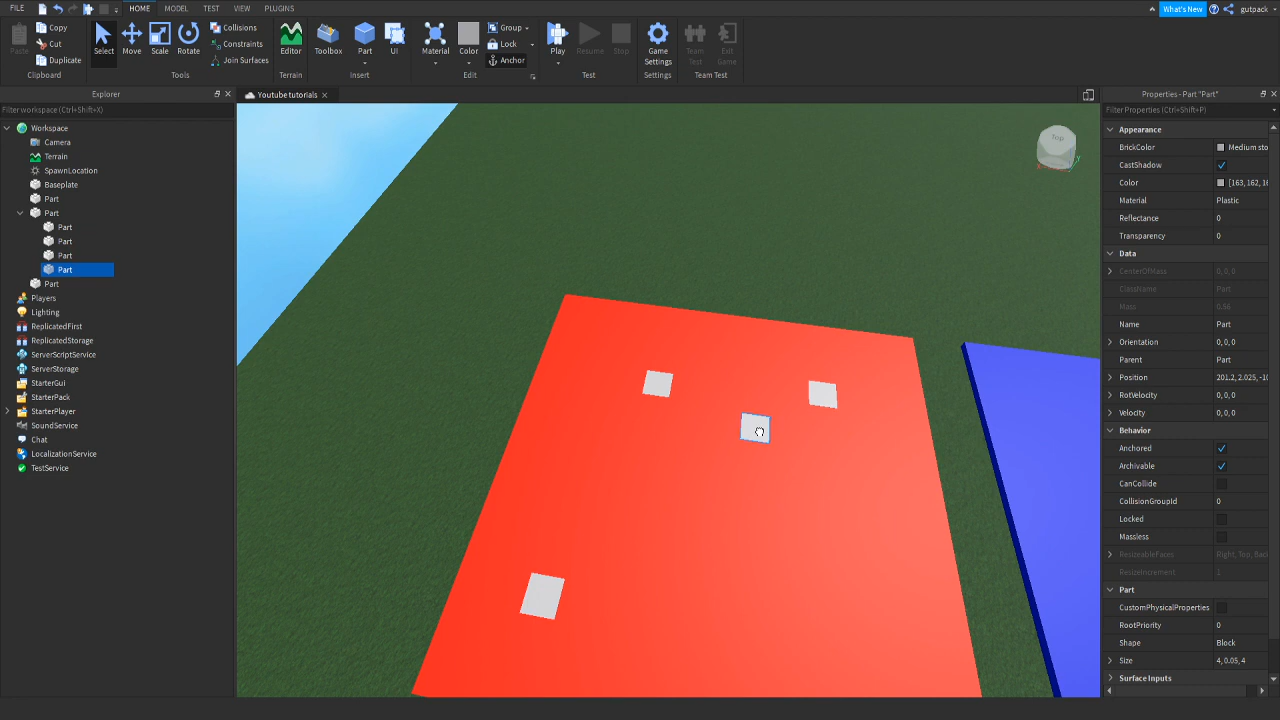 FILE HOME MODEL TEST VIEW PLUGINS What's New gutpack
Paste Copy Cut Duplicate Clipboard
Select Move Scale Rotate Collisions Constraints Join Surfaces Tools
Editor Terrain
Toolbox Part UI Insert
Material Color Group Lock Anchor Edit
Play Resume Stop Test
Game Settings Settings
Team Test Exit Game Team Test
Explorer
Filter workspace (Ctrl+Shift+X)
Workspace
Camera
Terrain
SpawnLocation
Baseplate
Part
Part
Part
Part
Part
Part
Part
Players
Lighting
ReplicatedFirst
ReplicatedStorage
ServerScriptService
ServerStorage
StarterGui
StarterPack
StarterPlayer
SoundService
Chat
LocalizationService
TestService
Youtube tutorials
Top
Properties - Part "Part"
Filter Properties (Ctrl+Shift+P)
Appearance
BrickColor Medium sto
CastShadow
Color [163, 162, 16
Material Plastic
Reflectance 0
Transparency 0
Data
CenterOfMass 0, 0, 0
ClassName Part
Mass 0.56
Name Part
Orientation 0, 0, 0
Parent Part
Position 201.2, 2.025, -10
RotVelocity 0, 0, 0
Velocity 0, 0, 0
Behavior
Anchored
Archivable
CanCollide
CollisionGroupId 0
Locked
Massless
ResizeableFaces Right, Top, Bac
ResizeIncrement 1
Part
CustomPhysicalProperties
RootPriority 0
Shape Block
Size 4, 0.05, 4
Surface Inputs